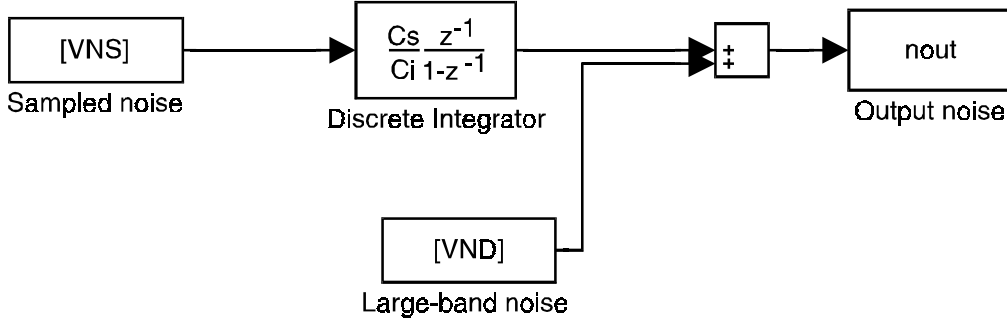 [VNS]
Sampled noise
Cs z-1
Ci 1-z -1
Discrete Integrator
+
+
nout
Output noise
[VND]
Large-band noise